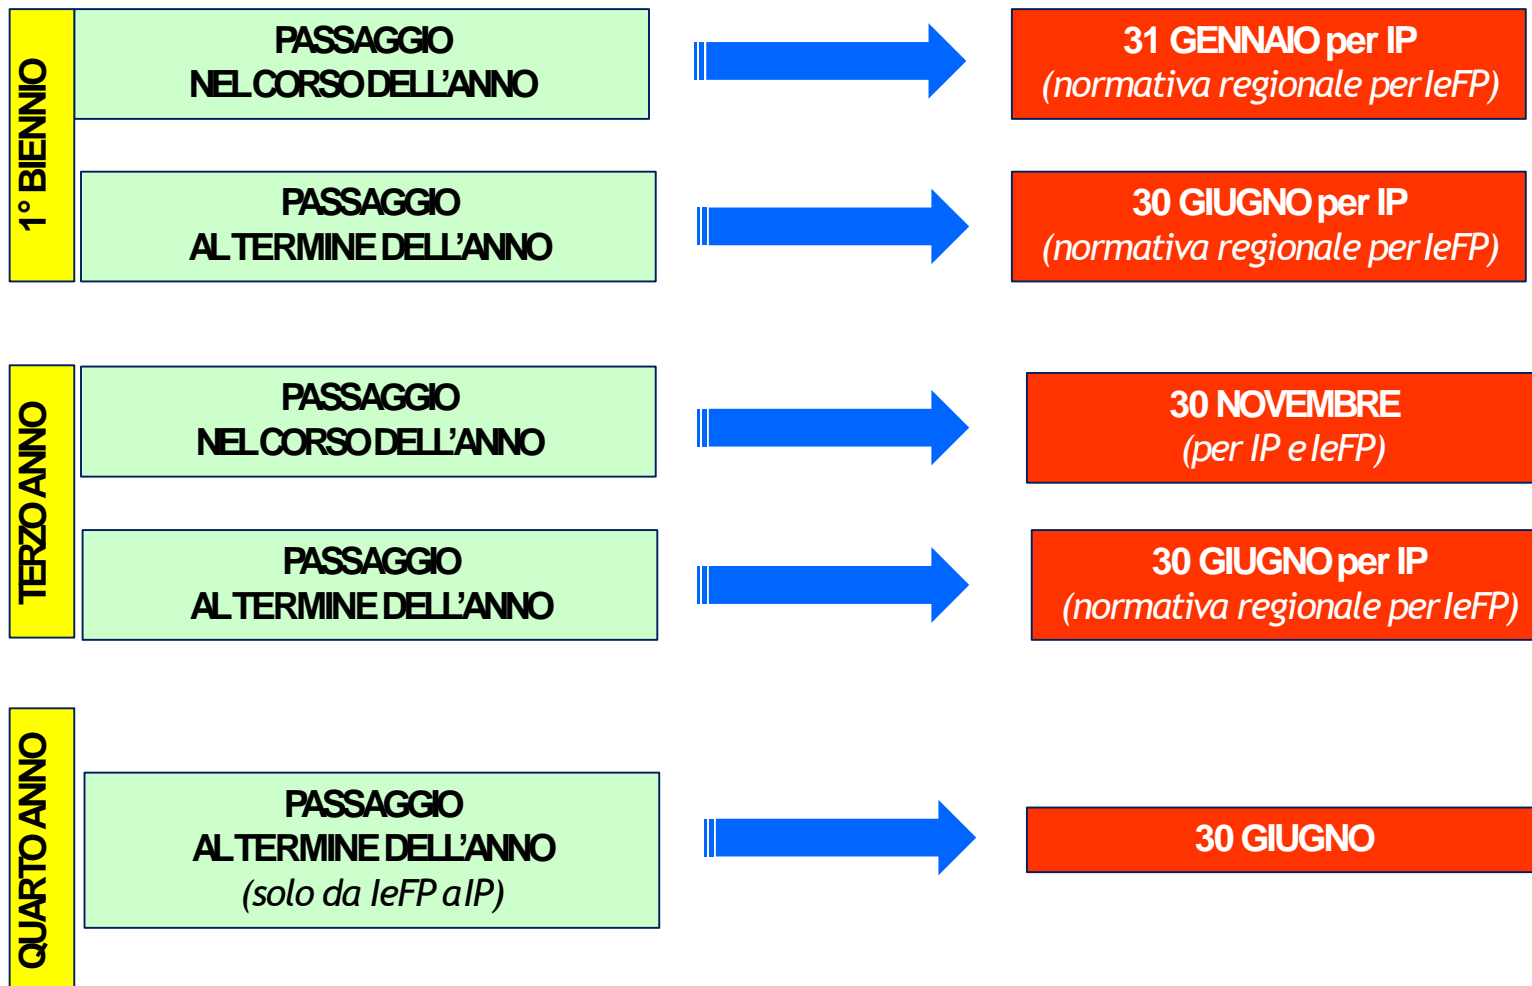 1° BIENNIO
PASSAGGIO
NEL CORSO DELL'ANNO
31 GENNAIO per IP
(normativa regionale per IeFP)
PASSAGGIO
AL TERMINE DELL'ANNO
30 GIUGNO per IP
(normativa regionale per IeFP)
TERZO ANNO
PASSAGGIO
NEL CORSO DELL'ANNO
30 NOVEMBRE
(per IP e IeFP)
PASSAGGIO
AL TERMINE DELL'ANNO
30 GIUGNO per IP
(normativa regionale per IeFP)
QUARTO ANNO
PASSAGGIO
AL TERMINE DELL'ANNO
(solo da IeFP a IP)
30 GIUGNO